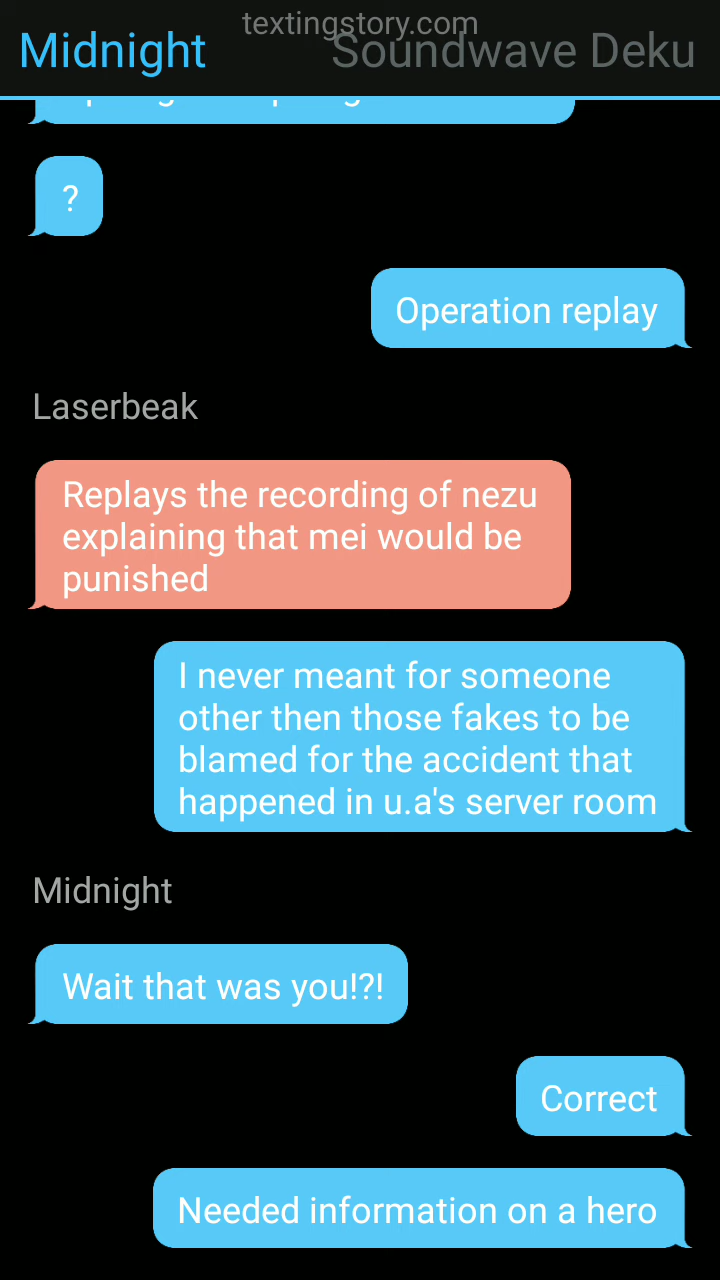 textingstory.com
Midnight
Soundwave Deku
?
Operation replay
Laserbeak
Replays the recording of nezu
explaining that mei would be
punished
I never meant for someone
other then those fakes to be
blamed for the accident that
happened in u.a's server room
Midnight
Wait that was you!?!
Correct
Needed information on a hero